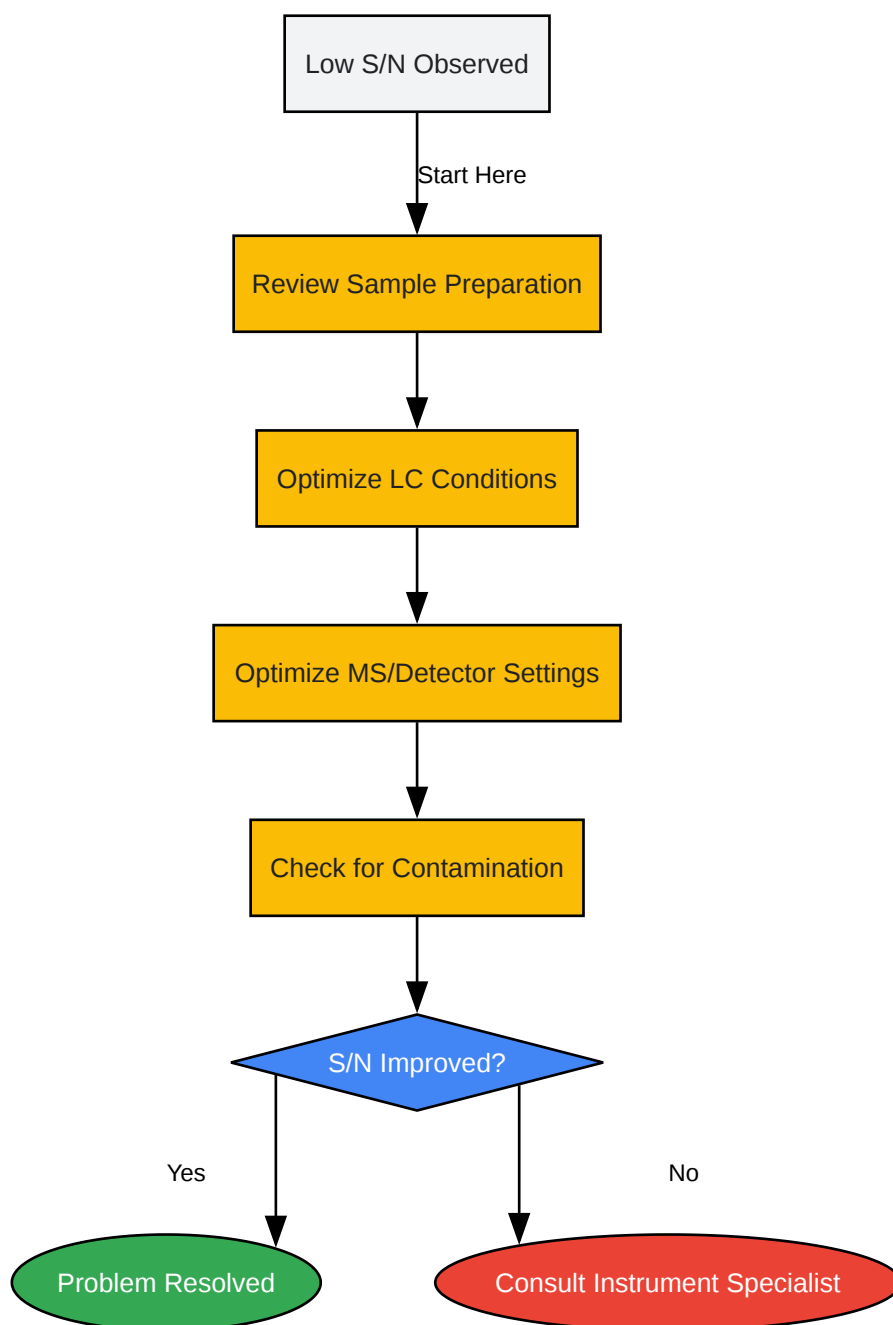 Low S/N Observed
Start Here
Review Sample Preparation
Optimize LC Conditions
Optimize MS/Detector Settings
Check for Contamination
S/N Improved?
Yes
No
Problem Resolved
Consult Instrument Specialist